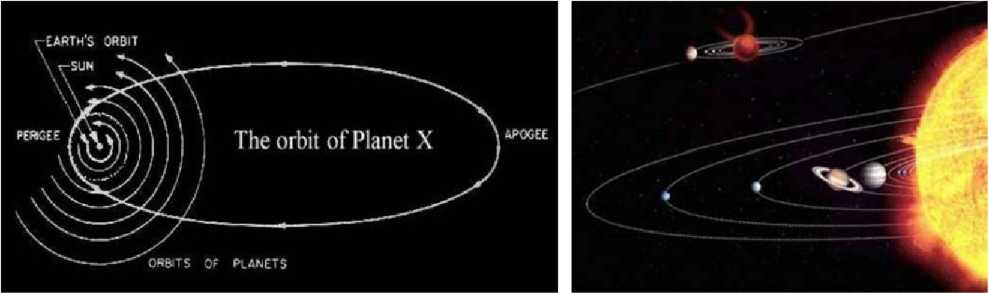 EARTH'S ORBIT
SUN
PERIGEE
The orbit of Planet X
APOGEE
ORBITS OF PLANETS